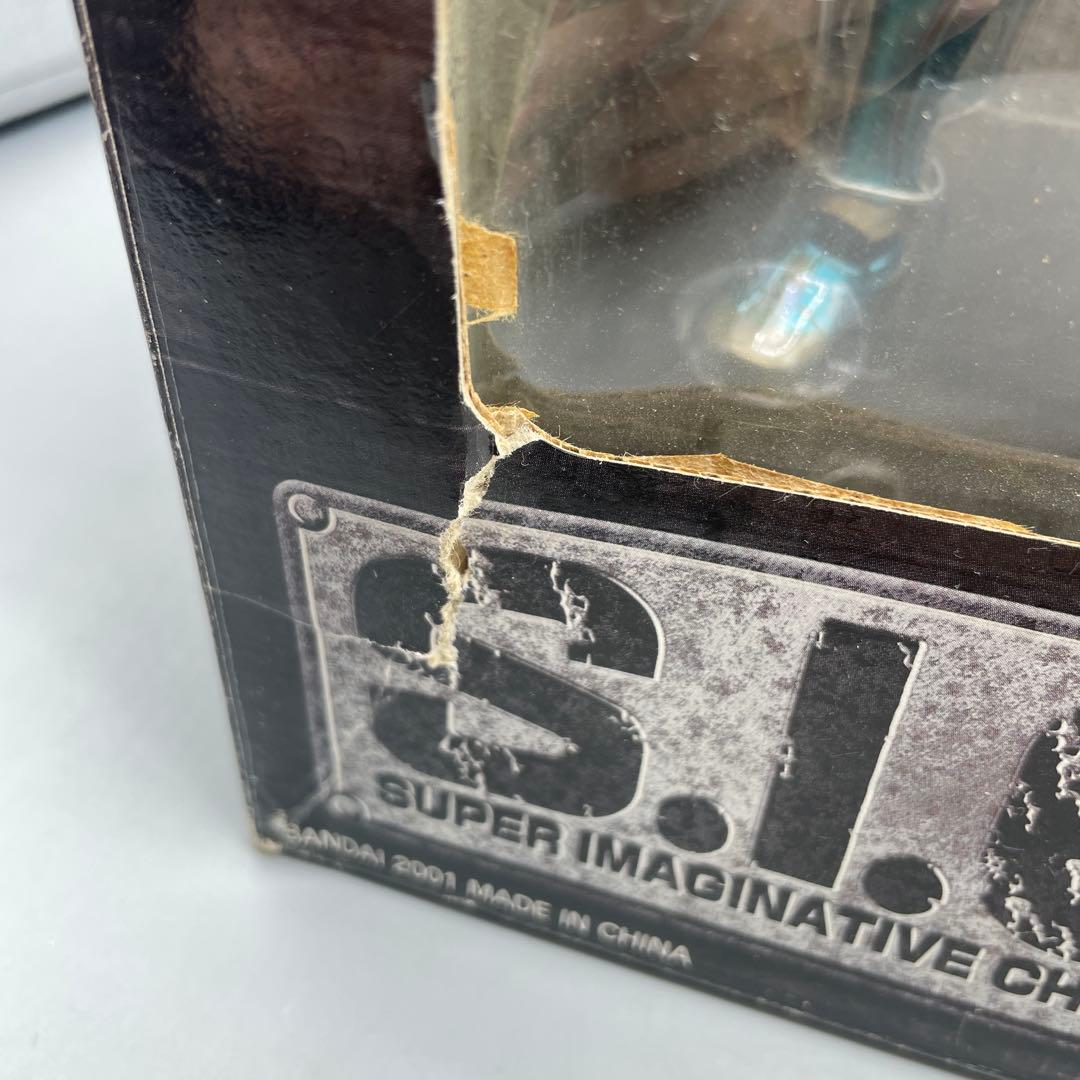 S.I.
SUPER IMAGINATIVE CH
BANDAI 2001 MADE IN CHINA